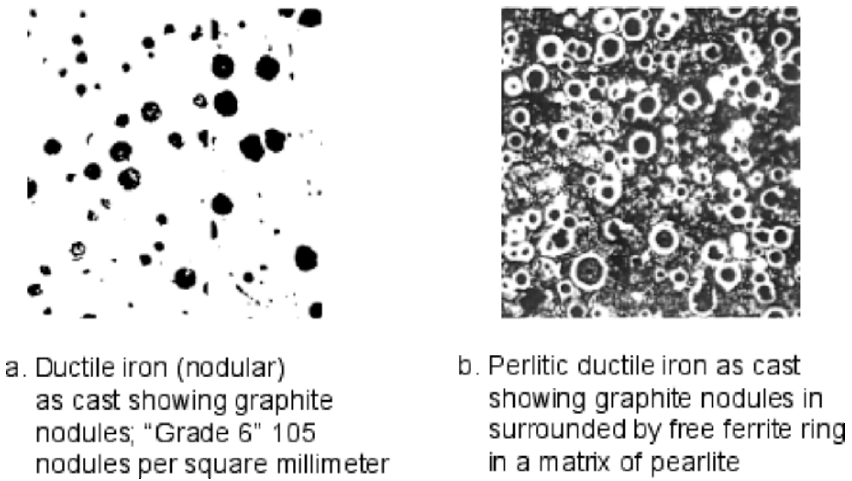 a. Ductile iron (nodular)
as cast showing graphite
nodules; "Grade 6" 105
nodules per square millimeter
b. Perlitic ductile iron as cast
showing graphite nodules in
surrounded by free ferrite ring
in a matrix of pearlite